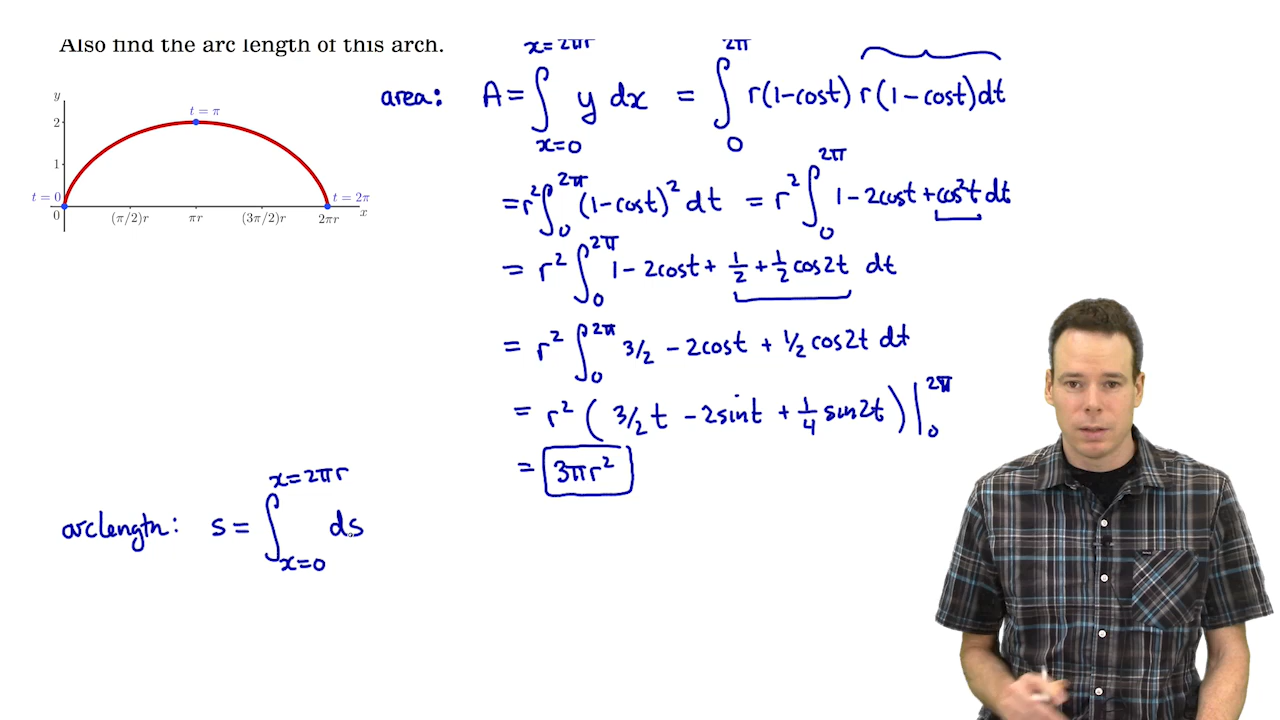 Also find the arc length of this arch.
y
2
1
0
t = 0
t = π
t = 2π
(π/2)r πr (3π/2)r 2πr x
area: A = ∫_{x=0}^{x=2πr} y dx = ∫_0^{2π} r(1-cost) r(1-cost)dt
= r² ∫_0^{2π} (1-cost)² dt = r² ∫_0^{2π} 1 - 2cost + cos²t dt
= r² ∫_0^{2π} 1 - 2cost + 1/2 + 1/2 cos2t dt
= r² ∫_0^{2π} 3/2 - 2cost + 1/2 cos2t dt
= r² ( 3/2 t - 2sint + 1/4 sin2t ) |_0^{2π}
= 3πr²
arclength: s = ∫_{x=0}^{x=2πr} ds